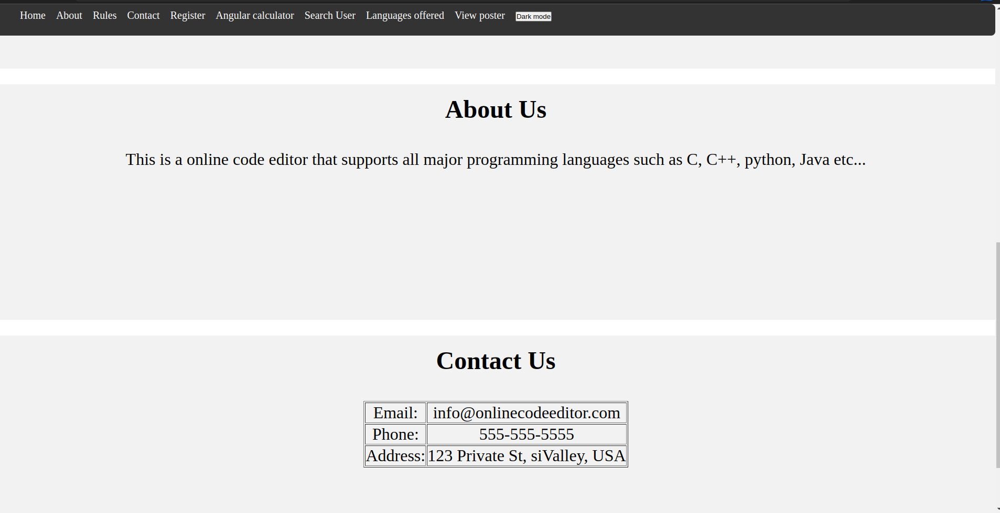 Home About Rules Contact Register Angular calculator Search User Languages offered View poster Dark mode
About Us
This is a online code editor that supports all major programming languages such as C, C++, python, Java etc...
Contact Us
Email: info@onlinecodeeditor.com
Phone: 555-555-5555
Address: 123 Private St, siValley, USA